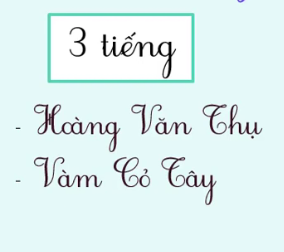 3 tiếng
- Hoàng Văn Thụ
- Vàm Cỏ Tây